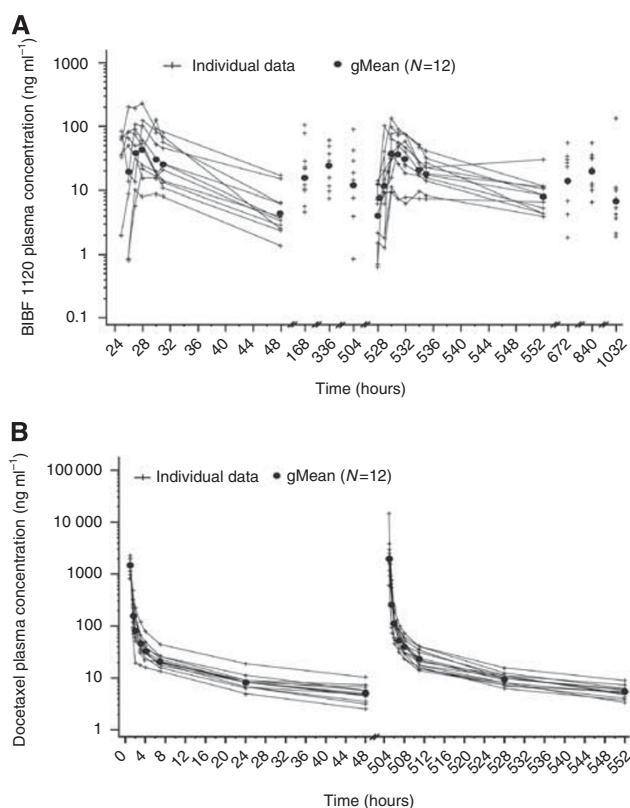 A
BIBF 1120 plasma concentration (ng ml⁻¹)
1000
100
10
1
0.1
Individual data
gMean (N=12)
24 28 32 36 40 44 48 168 336 504 528 532 536 540 544 548 552 672 840 1032
Time (hours)
B
Docetaxel plasma concentration (ng ml⁻¹)
100 000
10 000
1000
100
10
1
Individual data
gMean (N=12)
0 4 8 12 16 20 24 28 32 36 40 44 48 504 508 512 516 520 524 528 532 536 540 544 548 552
Time (hours)